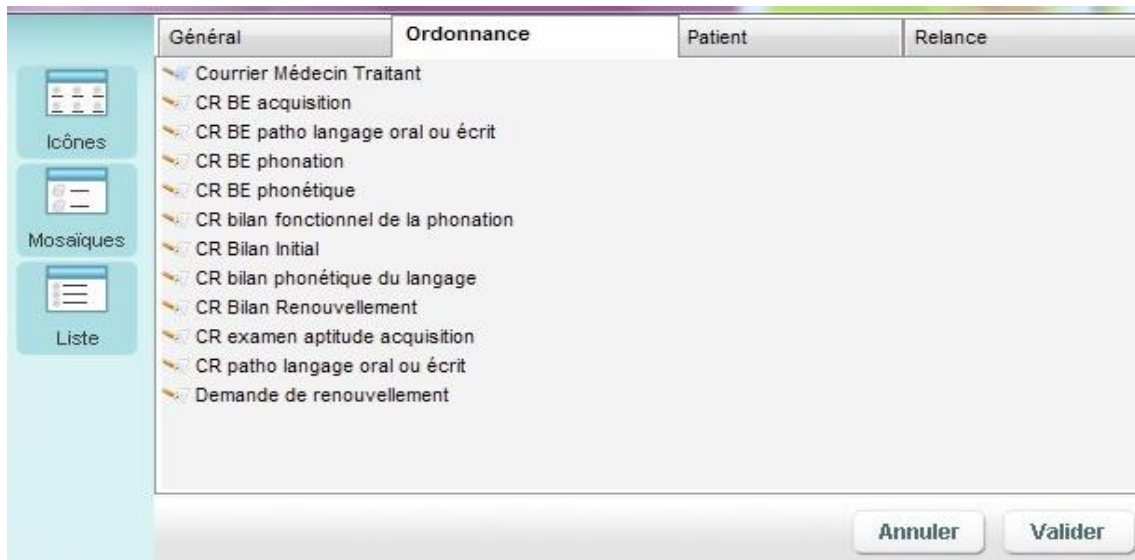 Général
Ordonnance
Patient
Relance
Icônes
Mosaïques
Liste
Courrier Médecin Traitant
CR BE acquisition
CR BE patho langage oral ou écrit
CR BE phonation
CR BE phonétique
CR bilan fonctionnel de la phonation
CR Bilan Initial
CR bilan phonétique du langage
CR Bilan Renouvellement
CR examen aptitude acquisition
CR patho langage oral ou écrit
Demande de renouvellement
Annuler
Valider